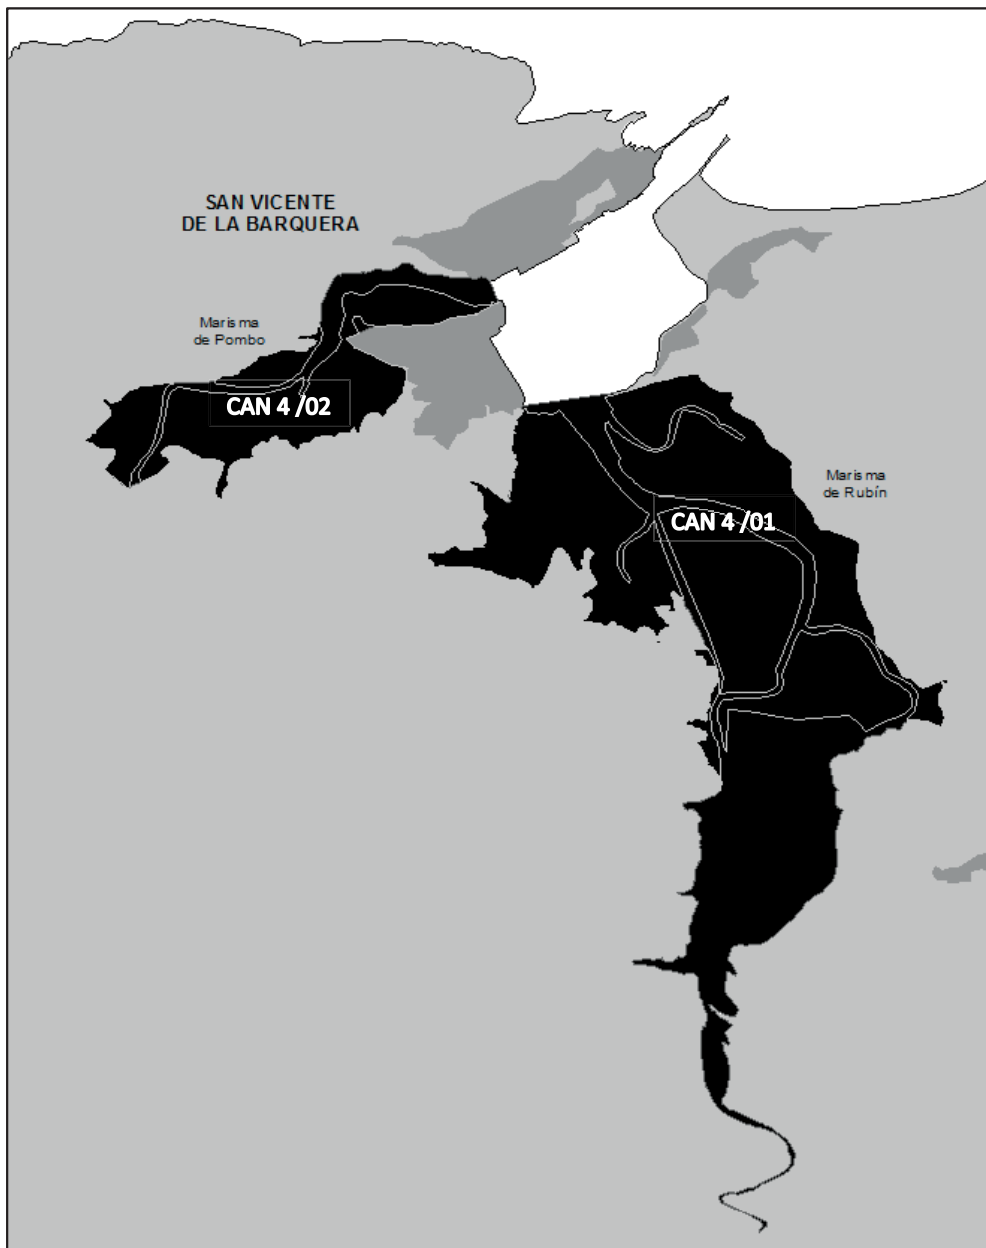 SAN VICENTE
DE LA BARQUERA
Marisma
de Pombo
CAN 4 /02
Marisma
de Rubín
CAN 4 /01